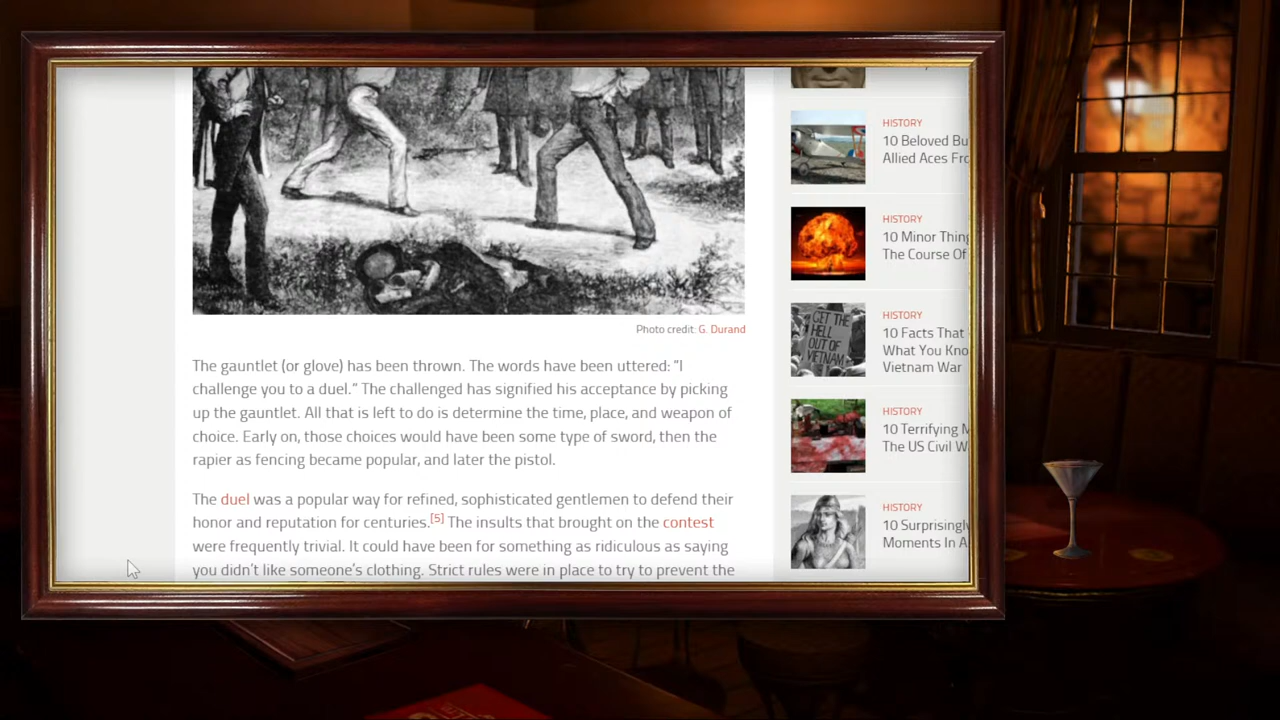 Photo credit: G. Durand
The gauntlet (or glove) has been thrown. The words have been uttered: “I
challenge you to a duel.” The challenged has signified his acceptance by picking
up the gauntlet. All that is left to do is determine the time, place, and weapon of
choice. Early on, those choices would have been some type of sword, then the
rapier as fencing became popular, and later the pistol.
The duel was a popular way for refined, sophisticated gentlemen to defend their
honor and reputation for centuries.[5] The insults that brought on the contest
were frequently trivial. It could have been for something as ridiculous as saying
you didn’t like someone’s clothing. Strict rules were in place to try to prevent the
HISTORY
10 Beloved Bu
Allied Aces Fro
HISTORY
10 Minor Thing
The Course Of
HISTORY
10 Facts That
What You Kno
Vietnam War
GET THE
HELL
OUT OF
VIETNAM
HISTORY
10 Terrifying M
The US Civil W
HISTORY
10 Surprisingly
Moments In A